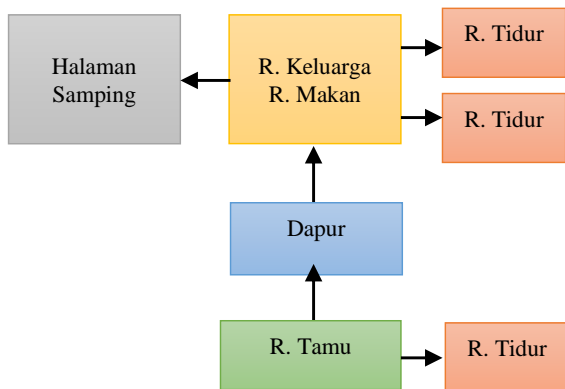 Halaman
Samping
R. Keluarga
R. Makan
R. Tidur
R. Tidur
Dapur
R. Tamu
R. Tidur